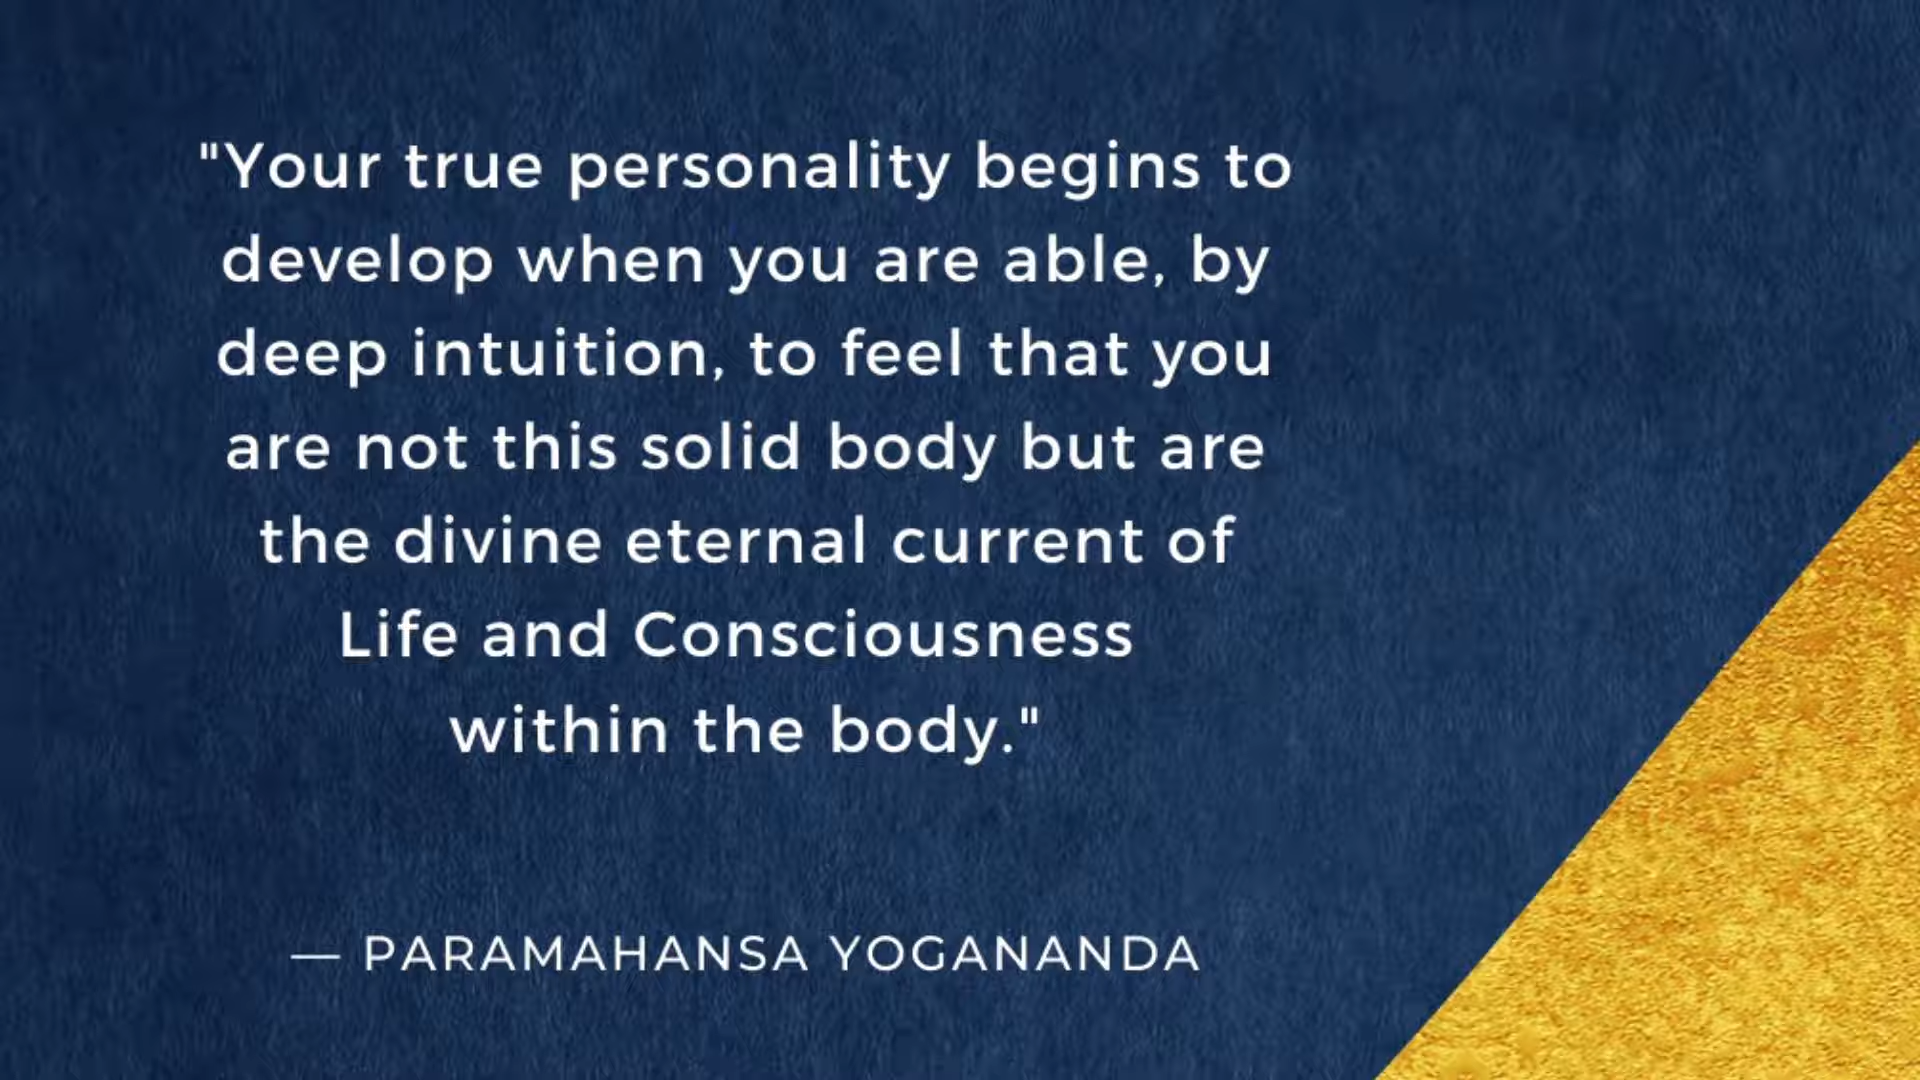 "Your true personality begins to
develop when you are able, by
deep intuition, to feel that you
are not this solid body but are
the divine eternal current of
Life and Consciousness
within the body."
— PARAMAHANSA YOGANANDA